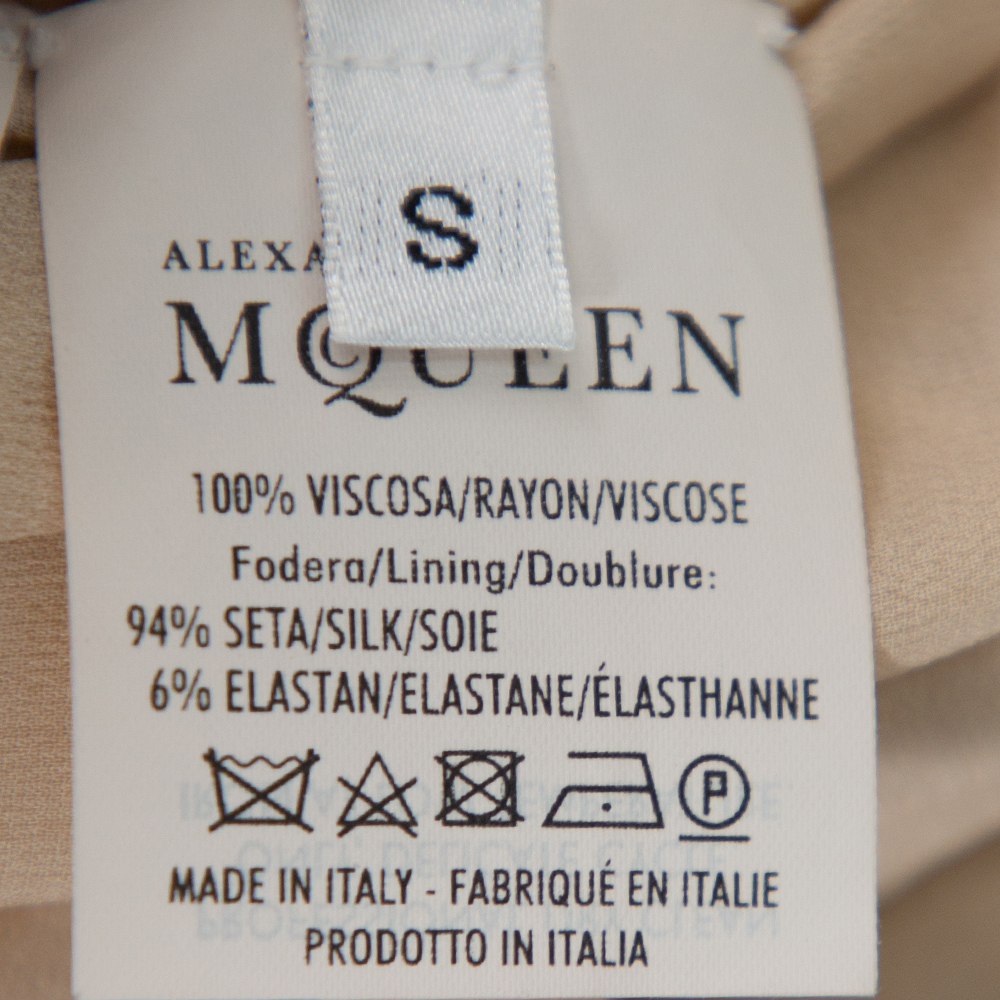 S
ALEXA
MCQUEEN
100% VISCOSA/RAYON/VISCOSE
Fodera/Lining/Doublure:
94% SETA/SILK/SOIE
6% ELASTAN/ELASTANE/ÉLASTHANNE
P
MADE IN ITALY - FABRIQUÉ EN ITALIE
PRODOTTO IN ITALIA